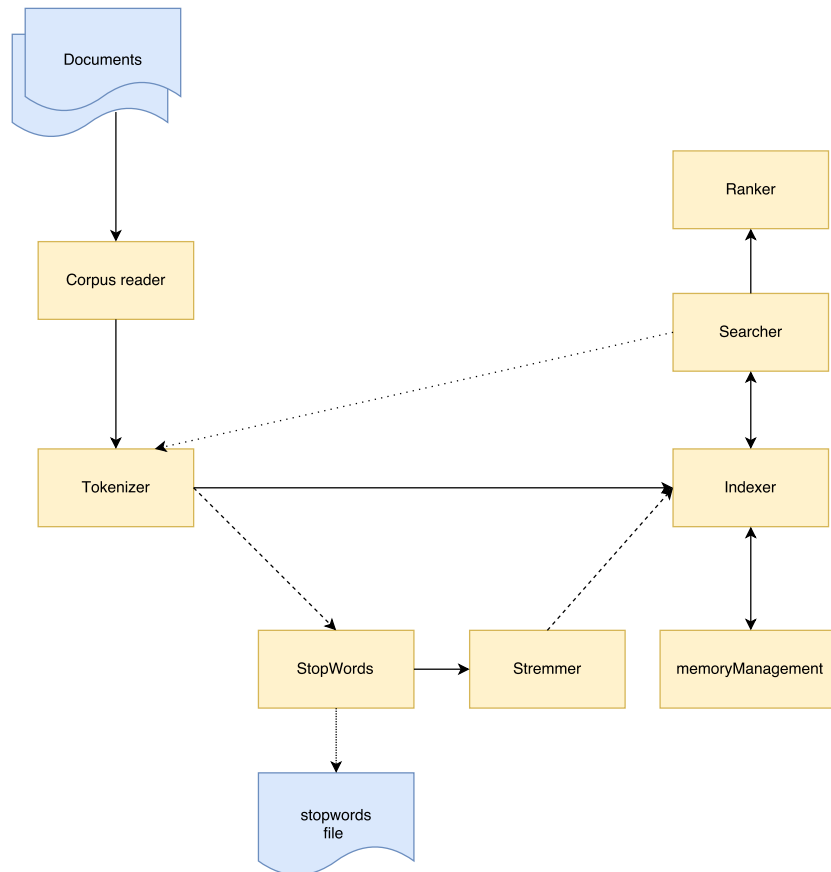 Documents
Ranker
Corpus reader
Searcher
Tokenizer
Indexer
StopWords
Stremmer
memoryManagement
stopwords
file